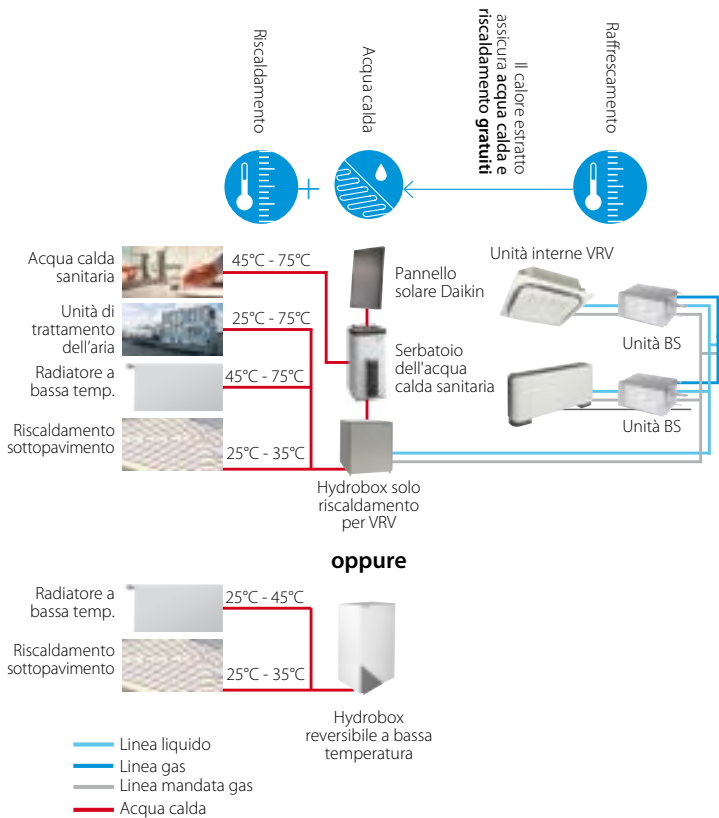 Riscaldamento
Acqua calda
Il calore estratto
assicura acqua calda e
riscaldamento gratuiti
Raffrescamento
Acqua calda
sanitaria
45°C - 75°C
Unità di
trattamento
dell'aria
25°C - 75°C
Radiatore a
bassa temp.
45°C - 75°C
Riscaldamento
sottopavimento
25°C - 35°C
Pannello
solare Daikin
Serbatoio
dell'acqua
calda sanitaria
Hydrobox solo
riscaldamento
per VRV
Unità interne VRV
Unità BS
Unità BS
oppure
Radiatore a
bassa temp.
25°C - 45°C
Riscaldamento
sottopavimento
25°C - 35°C
Hydrobox
reversibile a bassa
temperatura
Linea liquido
Linea gas
Linea mandata gas
Acqua calda